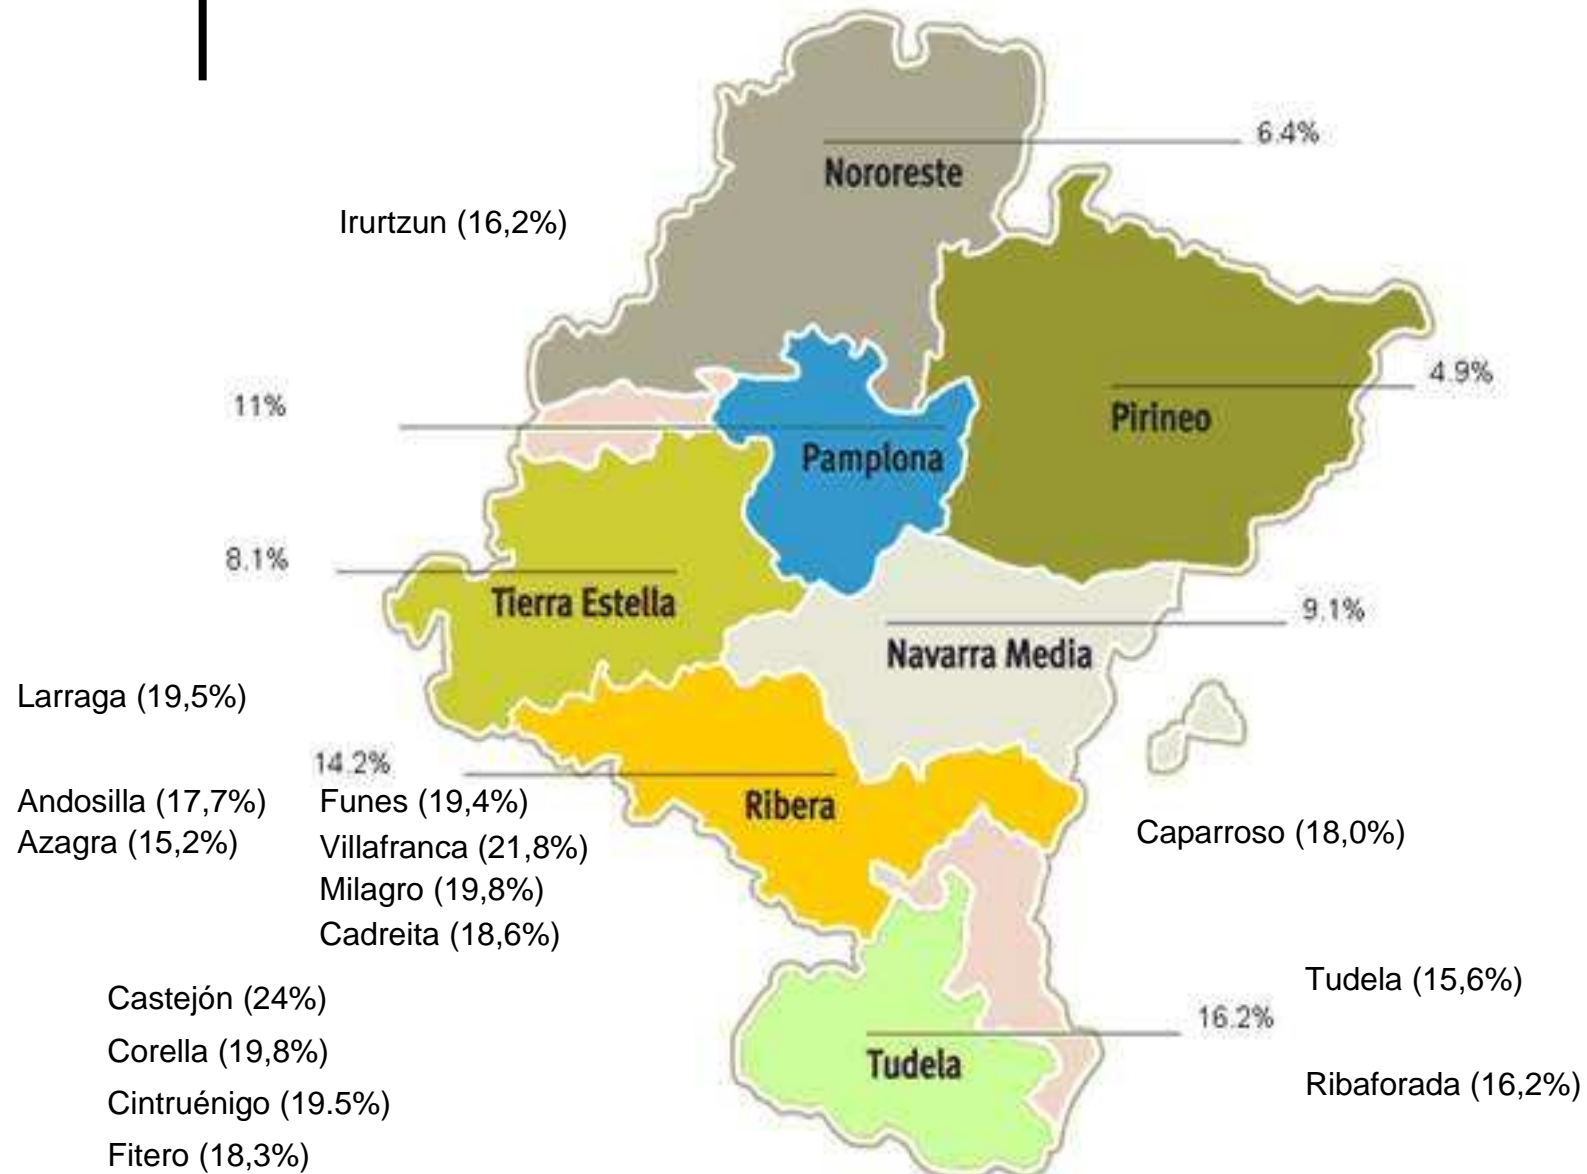 6.4%
Nororeste
Irurtzun (16,2%)
4.9%
Pirineo
11%
Pamplona
8.1%
Tierra Estella
9.1%
Navarra Media
Larraga (19,5%)
14.2%
Andosilla (17,7%)
Azagra (15,2%)
Funes (19,4%)
Villafranca (21,8%)
Milagro (19,8%)
Cadreita (18,6%)
Ribera
Caparroso (18,0%)
Castejón (24%)
Corella (19,8%)
Cintruénigo (19.5%)
Fitero (18,3%)
Tudela (15,6%)
16.2%
Tudela
Ribaforada (16,2%)